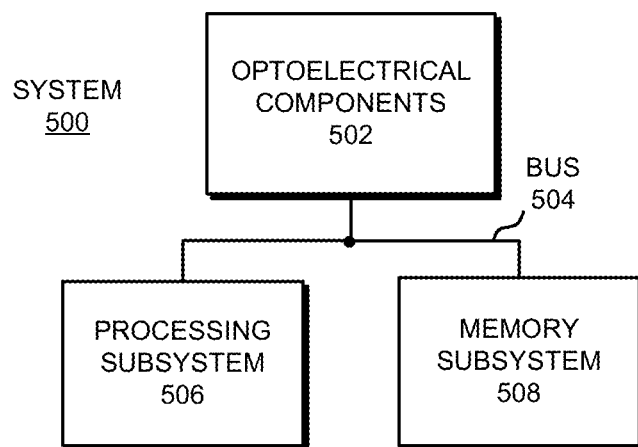 SYSTEM
500
OPTOELECTRICAL
COMPONENTS
502
BUS
504
PROCESSING
SUBSYSTEM
506
MEMORY
SUBSYSTEM
508